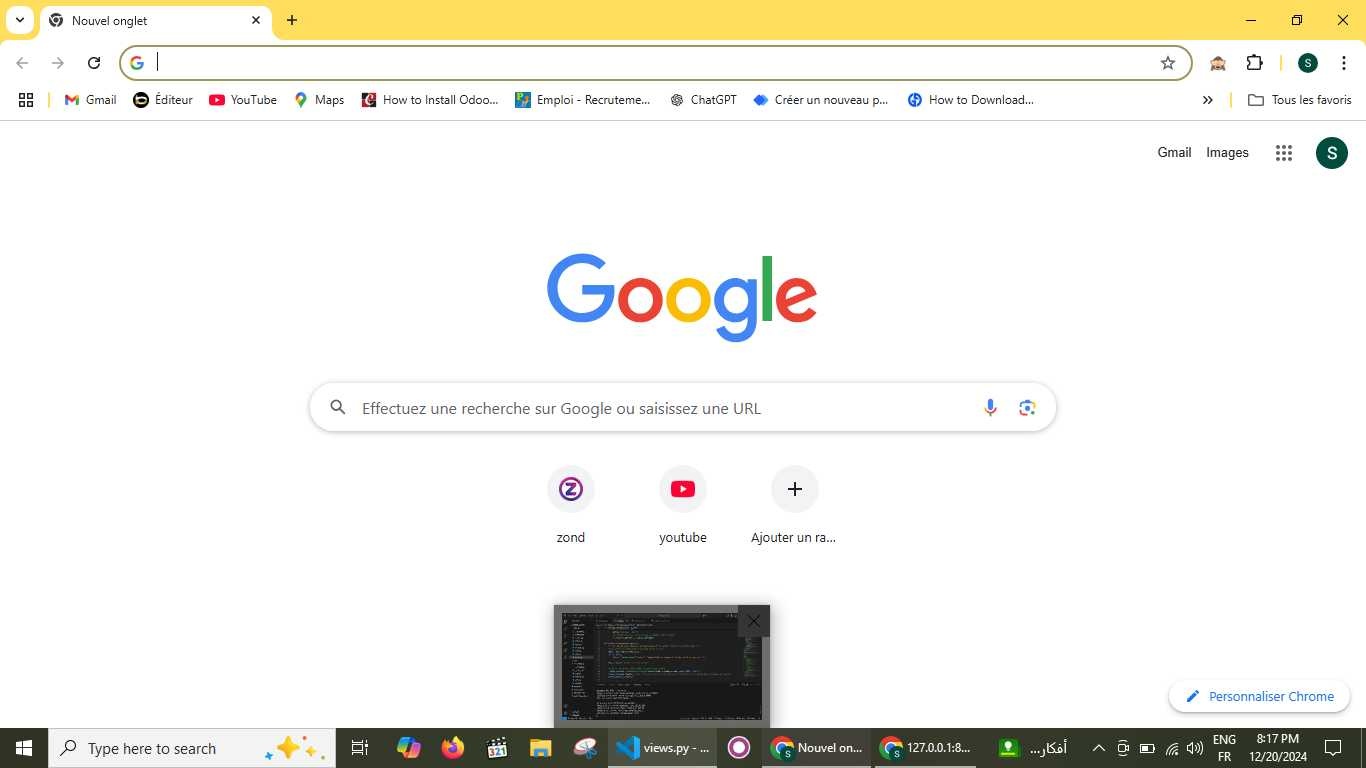 Nouvel onglet
Gmail
Éditeur
YouTube
Maps
How to Install Odoo...
Emploi - Recruteme...
ChatGPT
Créer un nouveau p...
How to Download...
Tous les favoris
Gmail
Images
S
S
Google
Effectuez une recherche sur Google ou saisissez une URL
zond
youtube
Ajouter un ra...
Personnaliser Chrome
Type here to search
321
views.py - ...
Nouvel on...
127.0.0.1:8...
أفكار...
ENG
FR
8:17 PM
12/20/2024